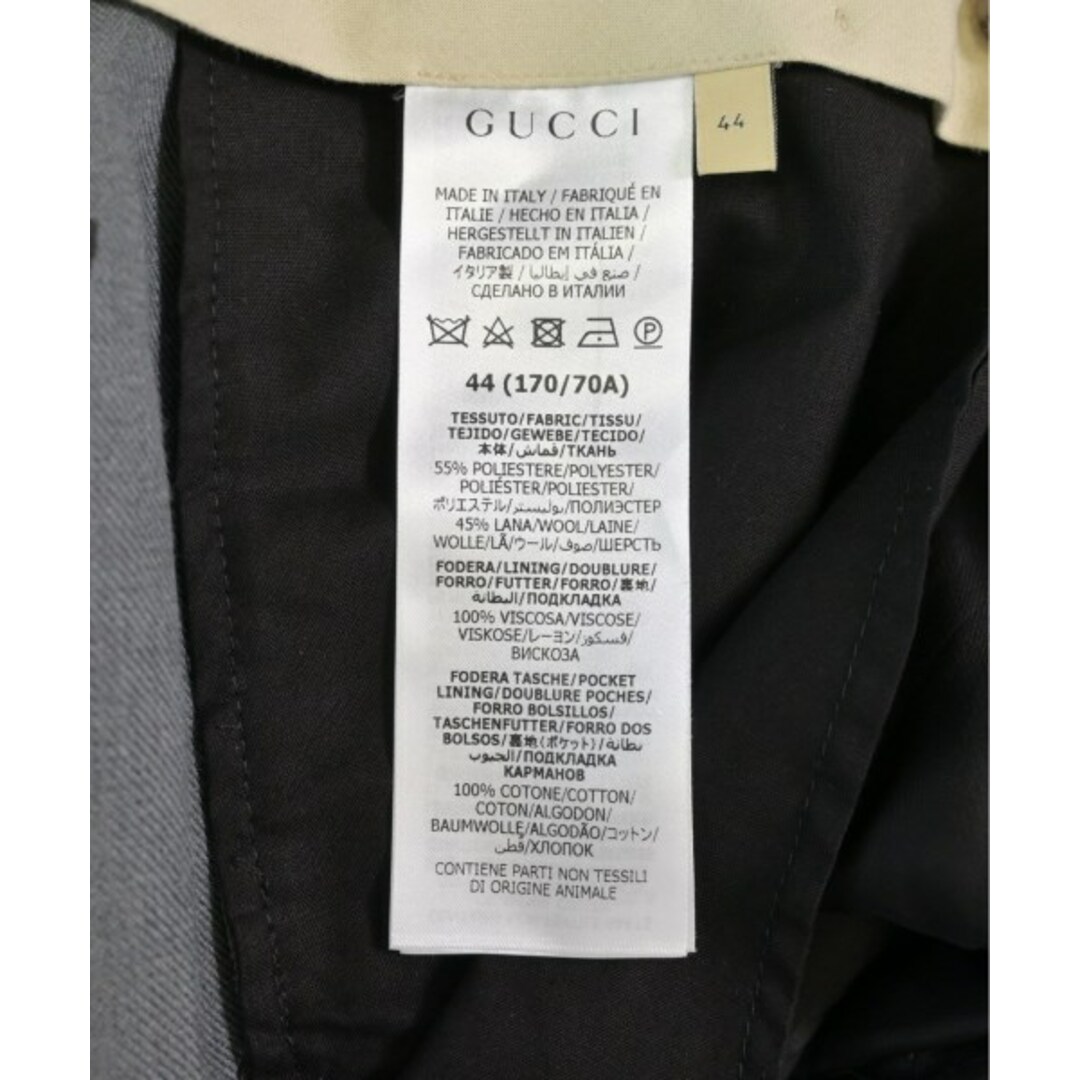 GUCCI
44
MADE IN ITALY / FABRIQUÉ EN
ITALIE / HECHO EN ITALIA /
HERGESTELLT IN ITALIEN /
FABRICADO EM ITÁLIA /
イタリア製 / صنع في إيطاليا /
СДЕЛАНО В ИТАЛИИ
P
44 (170/70A)
TESSUTO/FABRIC/TISSU/
TEJIDO/GEWEBE/TECIDO/
本体/قماش/ТКАНЬ
55% POLIESTERE/POLYESTER/
POLIÉSTER/POLIESTER/
ポリエステル/بوليستر/ПОЛИЭСТЕР
45% LANA/WOOL/LAINE/
WOLLE/LÃ/ウール/صوف/ШЕРСТЬ
FODERA/LINING/DOUBLURE/
FORRO/FUTTER/FORRO/裏地/
البطانة/ПОДКЛАДКА
100% VISCOSA/VISCOSE/
VISKOSE/レーヨン/فسكوز/
ВИСКОЗА
FODERA TASCHE/POCKET
LINING/DOUBLURE POCHES/
FORRO BOLSILLOS/
TASCHENFUTTER/FORRO DOS
BOLSOS/裏地(ポケット)/بطانة
الجيوب/ПОДКЛАДКА
КАРМАНОВ
100% COTONE/COTTON/
COTON/ALGODON/
BAUMWOLLE/ALGODÃO/コットン/
قطن/ХЛОПОК
CONTIENE PARTI NON TESSILI
DI ORIGINE ANIMALE